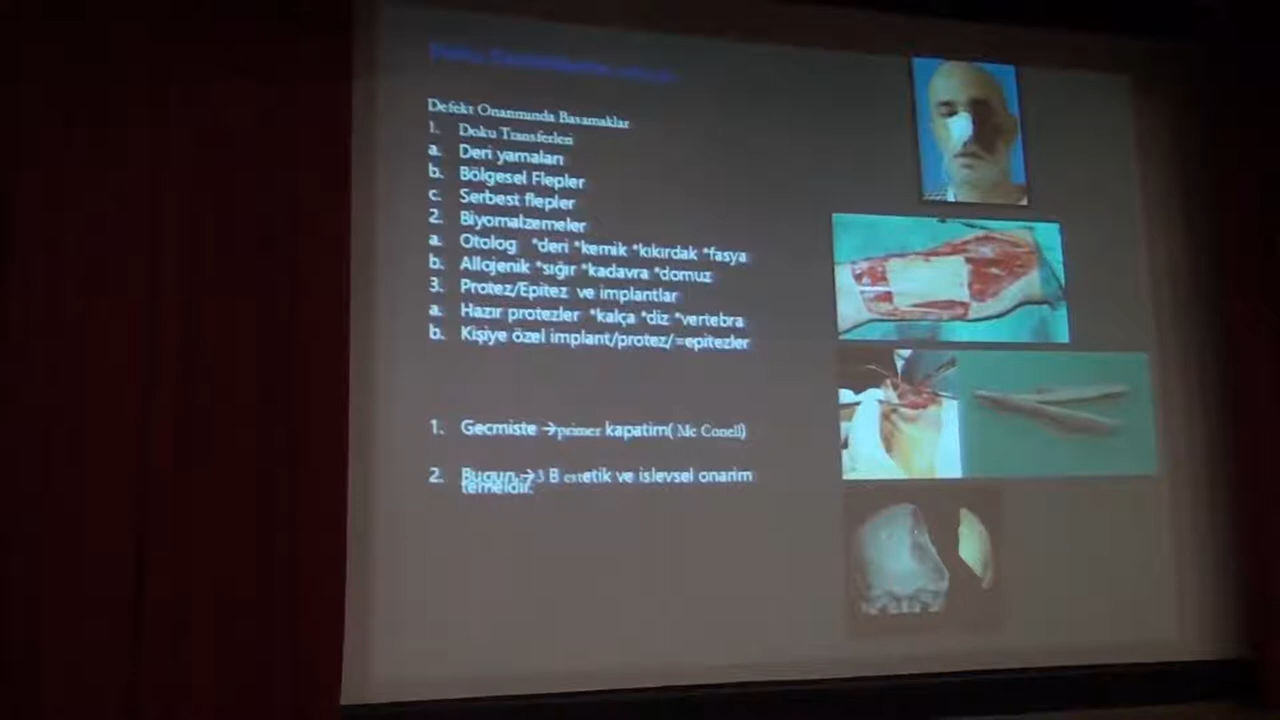 Defekt Onarımında Basamaklar
1. Doku Transferleri
a. Deri yamaları
b. Bölgesel Flepler
c. Serbest flepler
2. Biyomalzemeler
a. Otolog *deri *kemik *kıkırdak *fasya
b. Allojenik *sığır *kadavra *domuz
3. Protez/Epitez ve implantlar
a. Hazır protezler *kalça *diz *vertebra
b. Kişiye özel implant/protez/=epitezler
1. Gecmiste →primer kapatim( Mc Conell)
2. Bugun →3 B estetik ve islevsel onarim
temeldir.